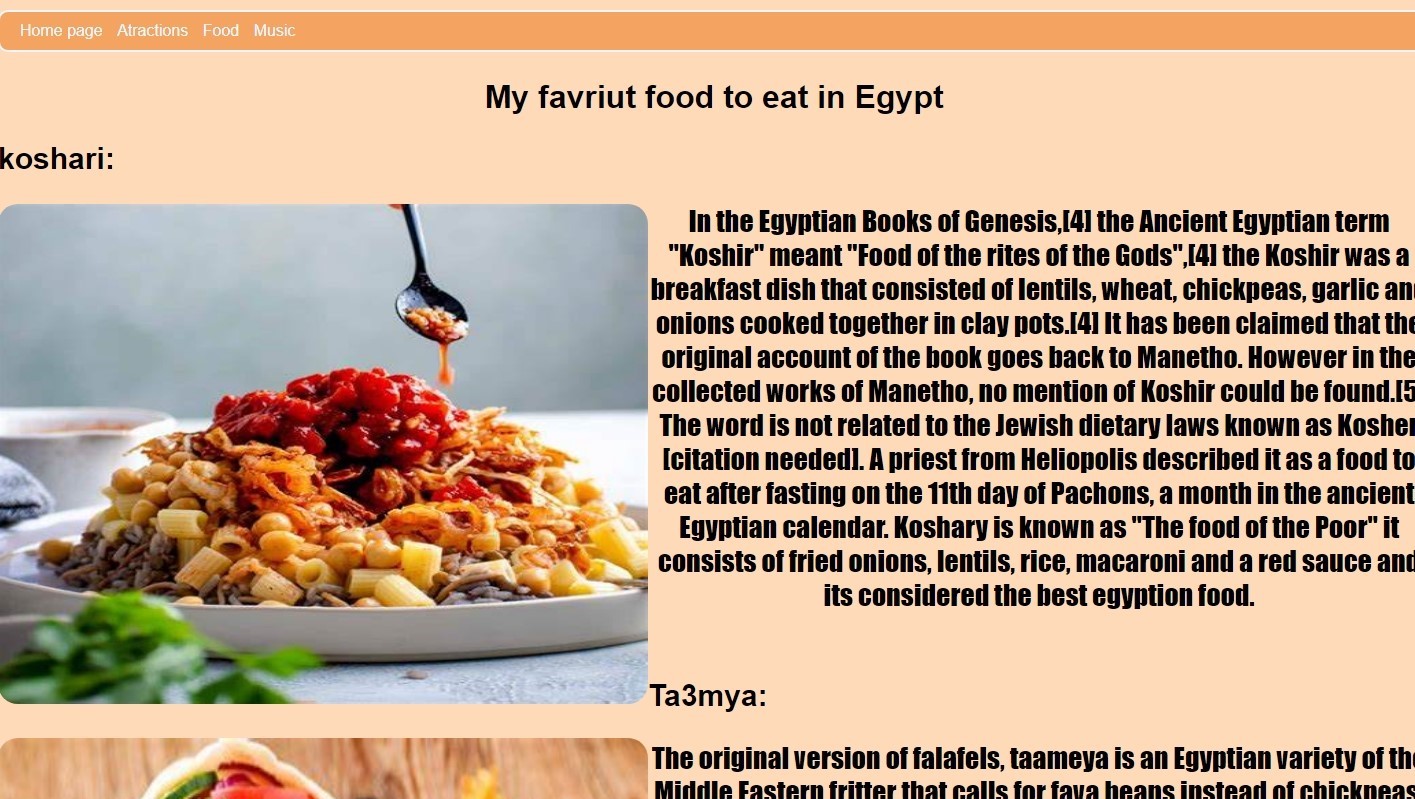 Home page Atractions Food Music
My favriut food to eat in Egypt
koshari:
In the Egyptian Books of Genesis,[4] the Ancient Egyptian term
"Koshir" meant "Food of the rites of the Gods",[4] the Koshir was a
breakfast dish that consisted of lentils, wheat, chickpeas, garlic an
onions cooked together in clay pots.[4] It has been claimed that the
original account of the book goes back to Manetho. However in the
collected works of Manetho, no mention of Koshir could be found.[5
The word is not related to the Jewish dietary laws known as Kosher
[citation needed]. A priest from Heliopolis described it as a food to
eat after fasting on the 11th day of Pachons, a month in the ancient
Egyptian calendar. Koshary is known as "The food of the Poor" it
consists of fried onions, lentils, rice, macaroni and a red sauce and
its considered the best egyption food.
Ta3mya:
The original version of falafels, taameya is an Egyptian variety of the
Middle Eastern fritter that calls for fava beans instead of chickpeas